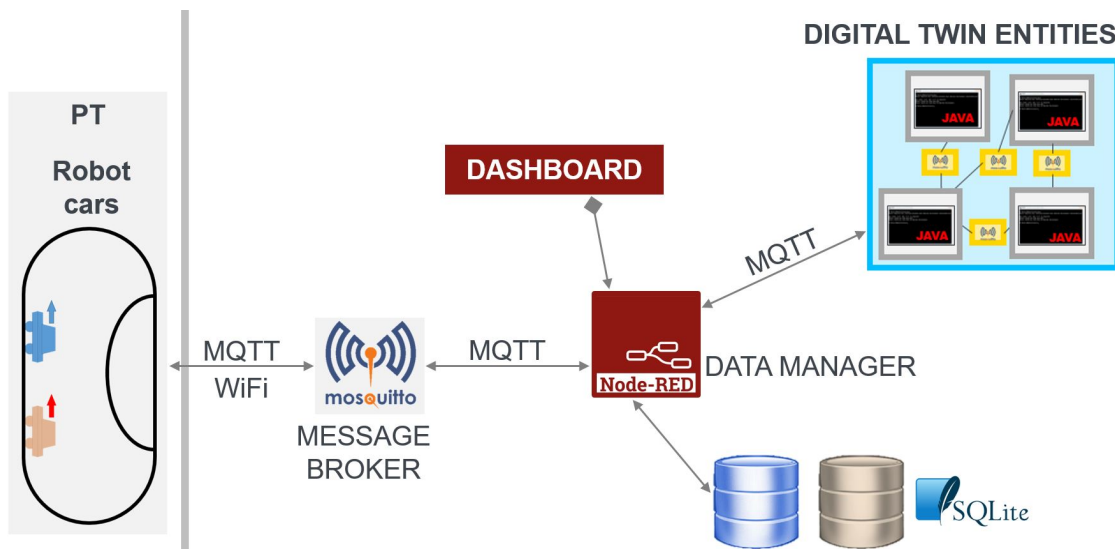 DIGITAL TWIN ENTITIES
PT
Robot
cars
DASHBOARD
JAVA
JAVA
JAVA
JAVA
MQTT
MQTT
WiFi
mosquitto
MESSAGE
BROKER
MQTT
Node-RED
DATA MANAGER
SQLite